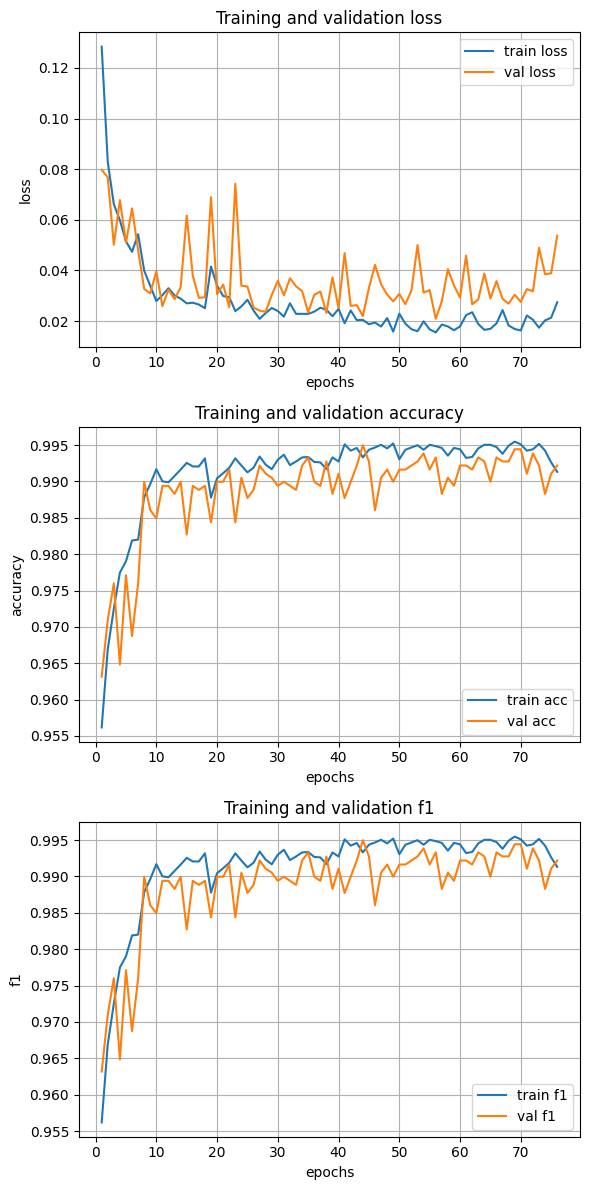 Training and validation loss
0.12
0.10
0.08
0.06
0.04
0.02
loss
train loss
val loss
0 10 20 30 40 50 60 70
epochs
Training and validation accuracy
0.995
0.990
0.985
0.980
0.975
0.970
0.965
0.960
0.955
accuracy
train acc
val acc
0 10 20 30 40 50 60 70
epochs
Training and validation f1
0.995
0.990
0.985
0.980
0.975
0.970
0.965
0.960
0.955
f1
train f1
val f1
0 10 20 30 40 50 60 70
epochs